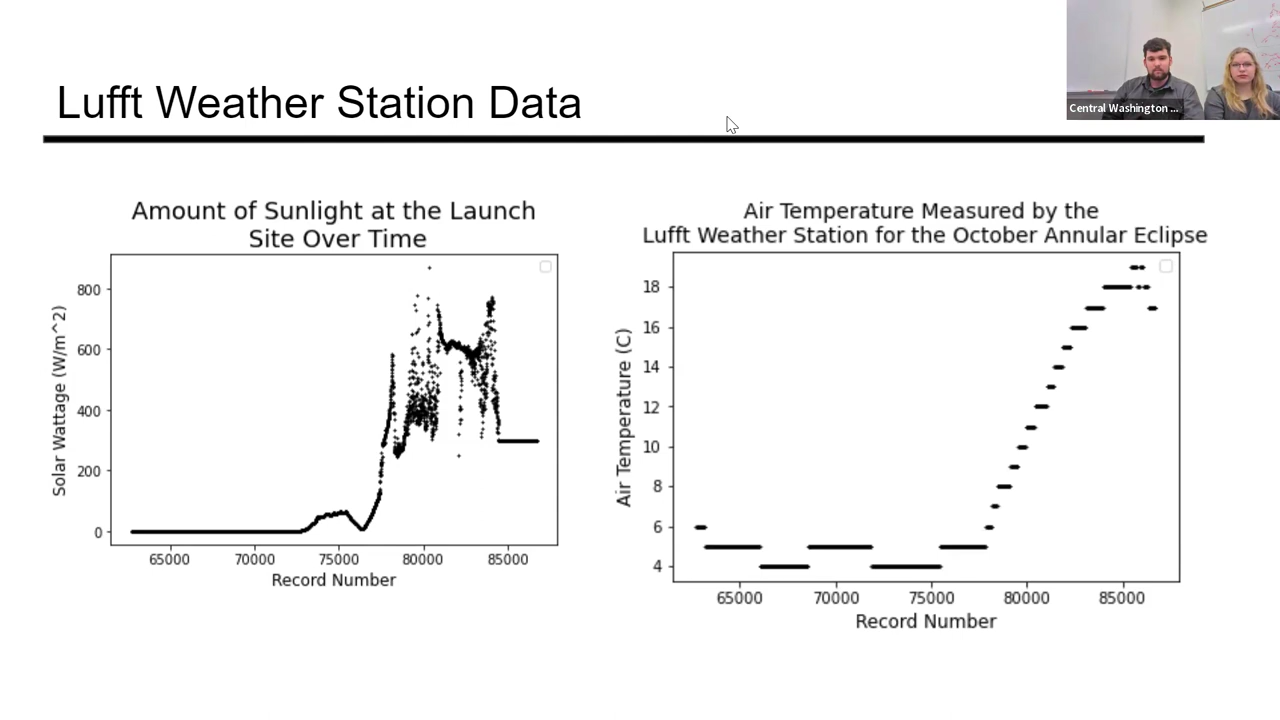 Lufft Weather Station Data
Central Washington ...
Amount of Sunlight at the Launch
Site Over Time
800
600
400
200
0
Solar Wattage (W/m^2)
65000 70000 75000 80000 85000
Record Number
Air Temperature Measured by the
Lufft Weather Station for the October Annular Eclipse
18
16
14
12
10
8
6
4
Air Temperature (C)
65000 70000 75000 80000 85000
Record Number